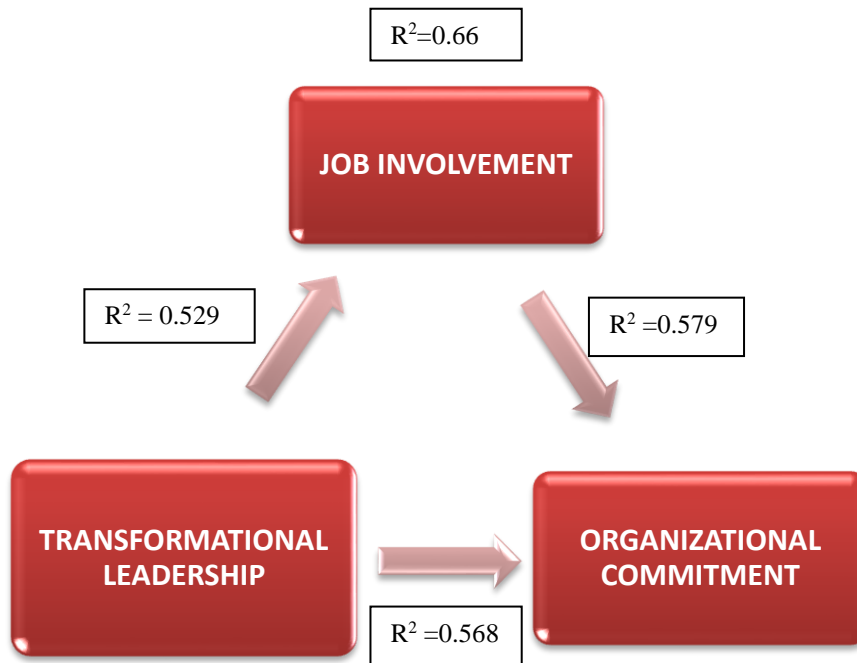 R²=0.66
JOB INVOLVEMENT
R² = 0.529
R² =0.579
TRANSFORMATIONAL
LEADERSHIP
ORGANIZATIONAL
COMMITMENT
R² =0.568